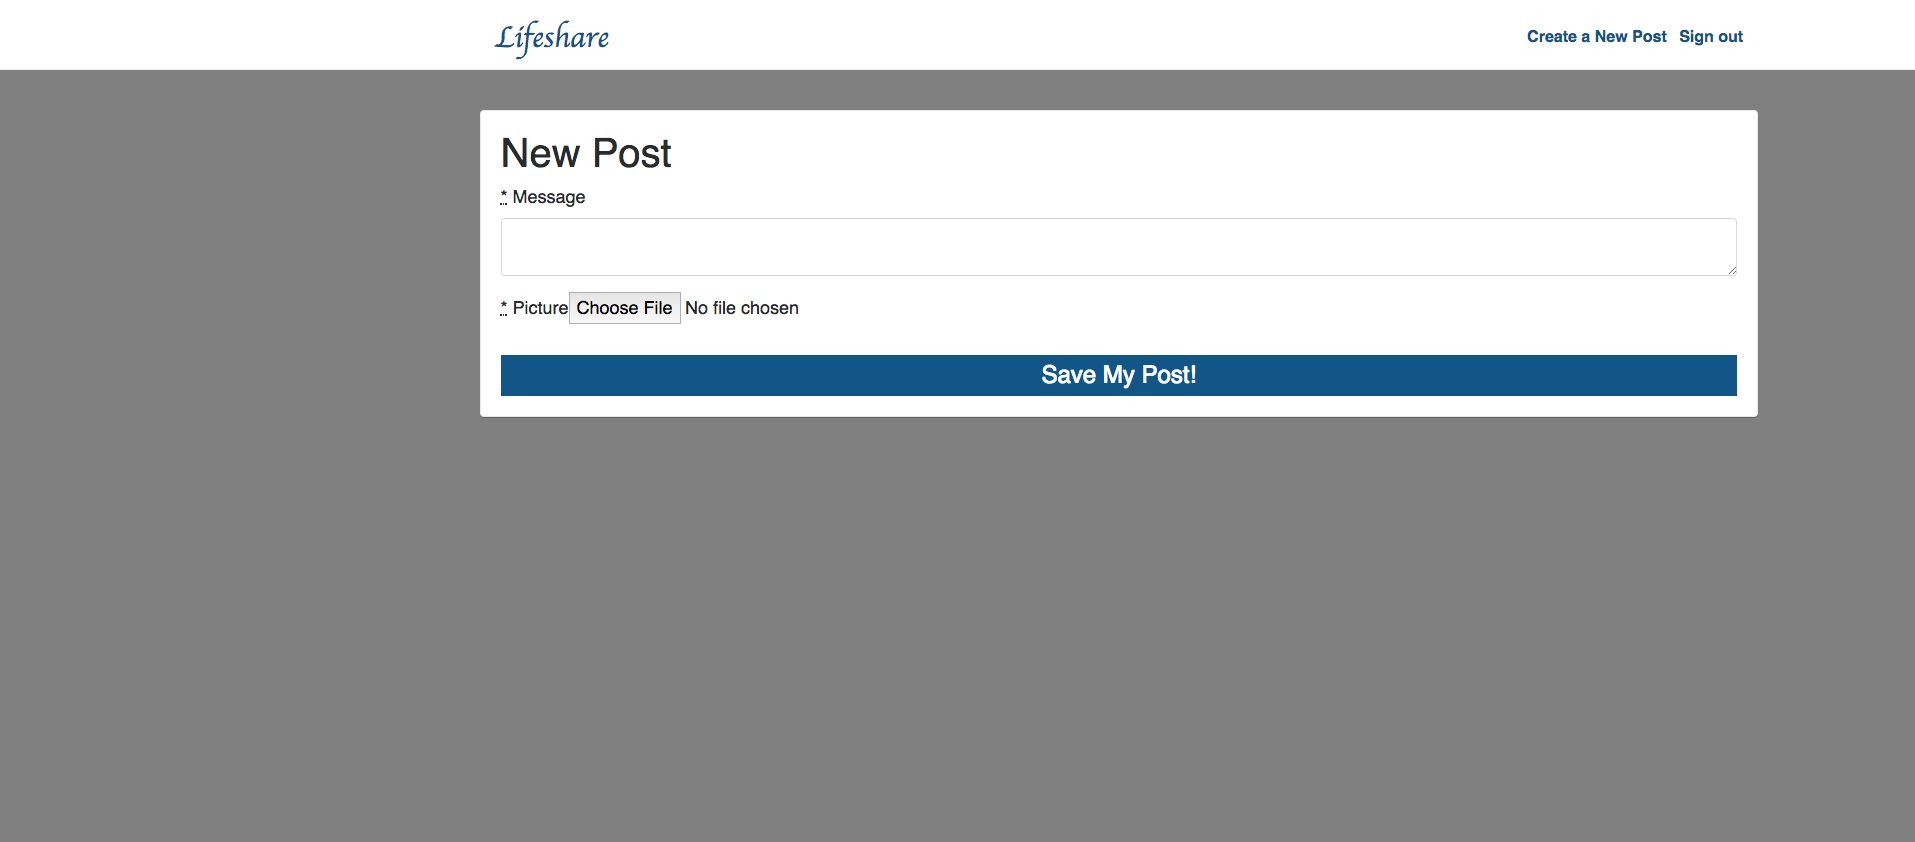 Lifeshare
Create a New Post Sign out
New Post
* Message
* Picture Choose File No file chosen
Save My Post!